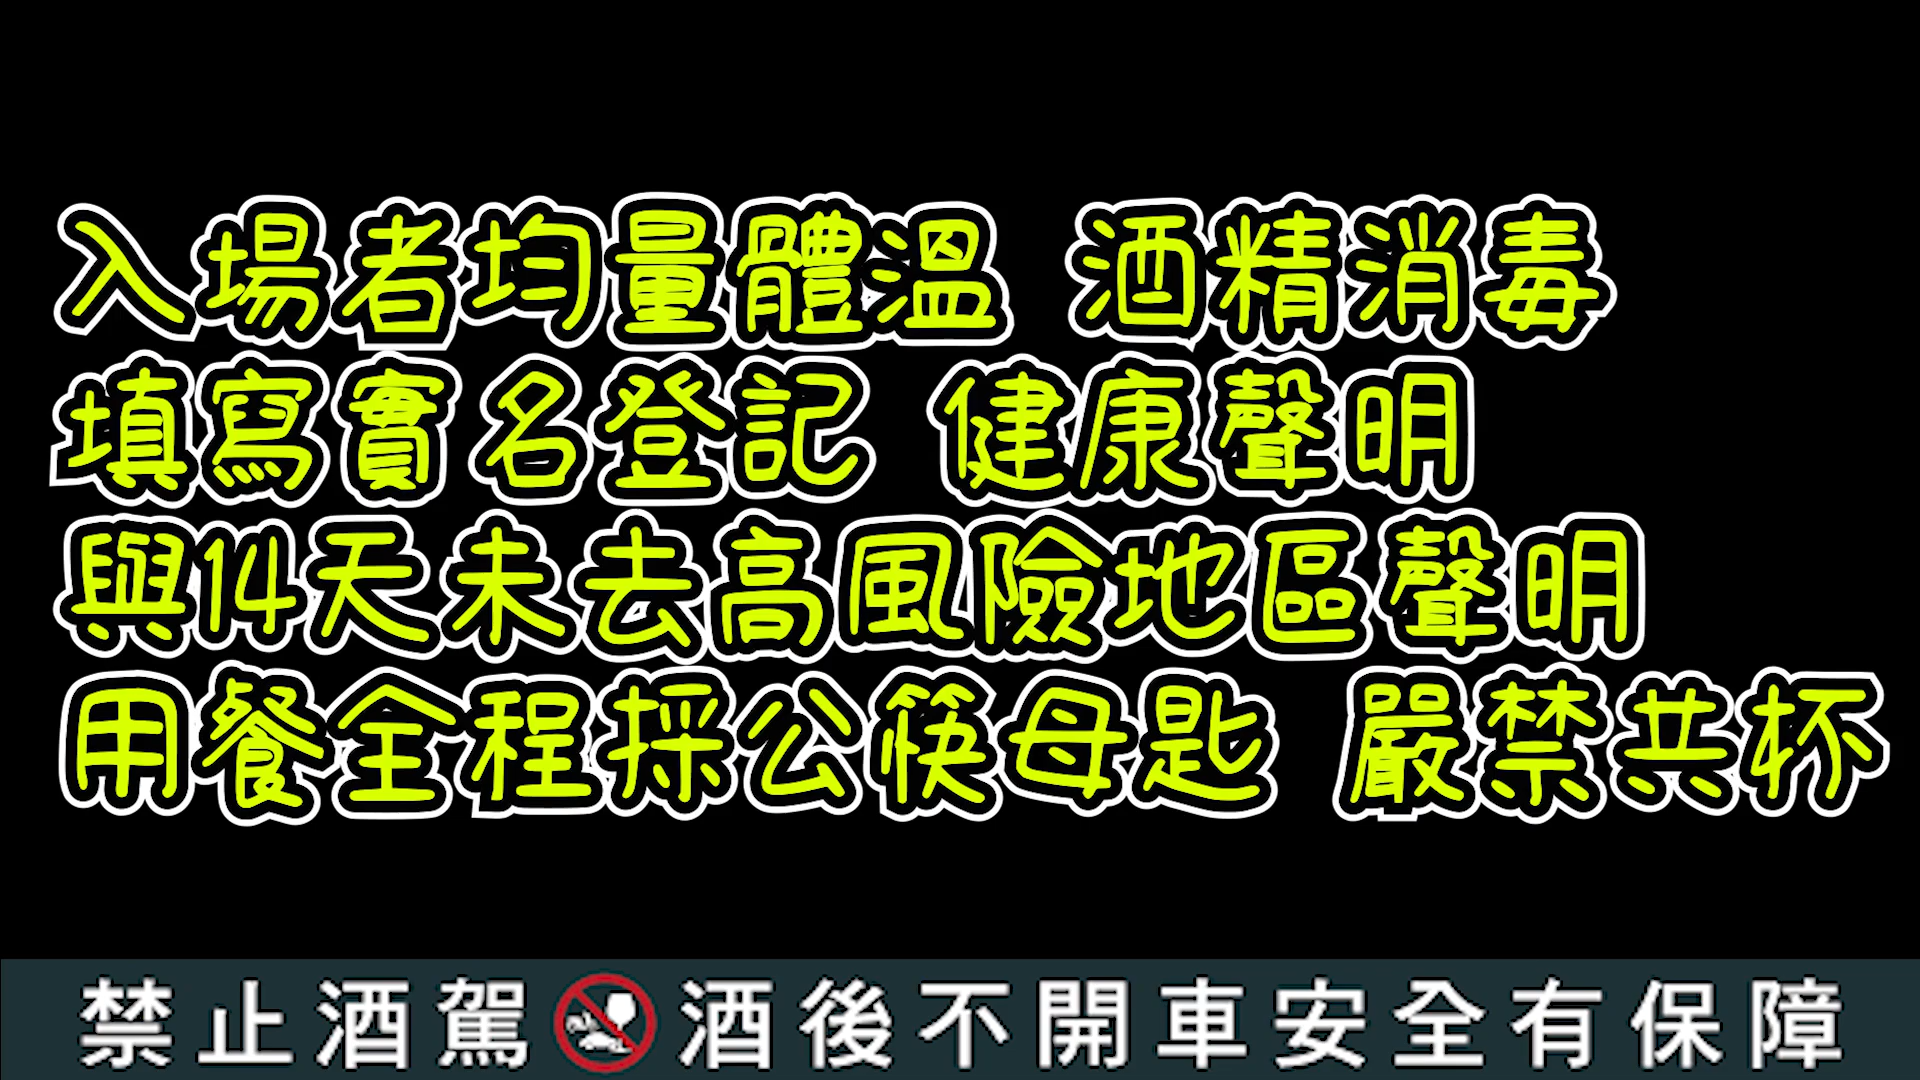 入場者均量體溫 酒精消毒
填寫實名登記 健康聲明
與14天未去高風險地區聲明
用餐全程採公筷母匙 嚴禁共杯
禁止酒駕 酒後不開車安全有保障